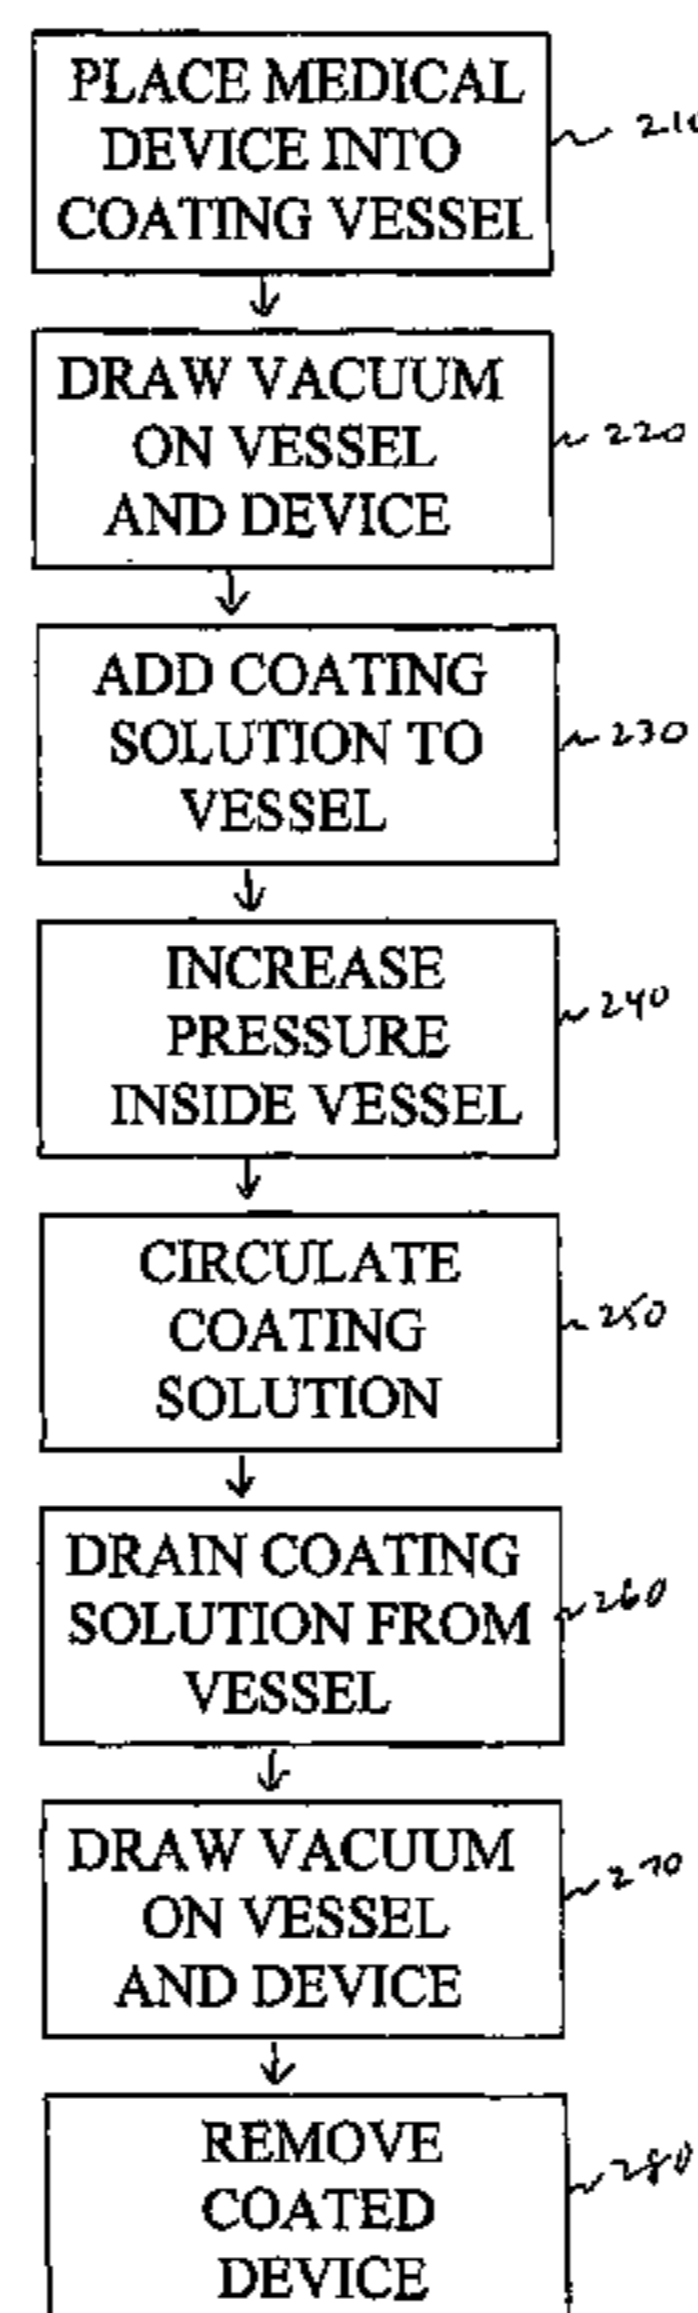 PLACE MEDICAL
DEVICE INTO
COATING VESSEL
DRAW VACUUM
ON VESSEL
AND DEVICE
220
ADD COATING
SOLUTION TO
VESSEL
230
INCREASE
PRESSURE
INSIDE VESSEL
240
CIRCULATE
COATING
SOLUTION
250
DRAIN COATING
SOLUTION FROM
VESSEL
260
DRAW VACUUM
ON VESSEL
AND DEVICE
270
REMOVE
COATED
DEVICE
280